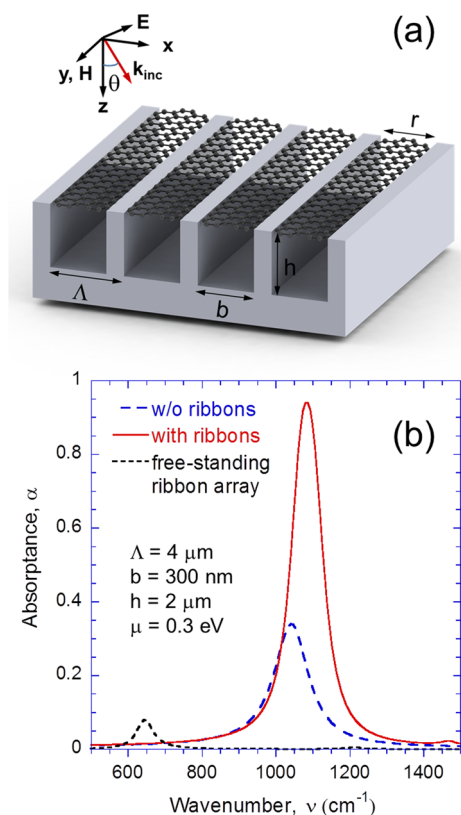 (a)
E
x
y, H
k_inc
θ
z
r
h
Λ
b
1
0.8
0.6
0.4
0.2
0
Absorptance, α
w/o ribbons
with ribbons
free-standing
ribbon array
(b)
Λ = 4 μm
b = 300 nm
h = 2 μm
μ = 0.3 eV
600 800 1000 1200 1400
Wavenumber, ν (cm⁻¹)